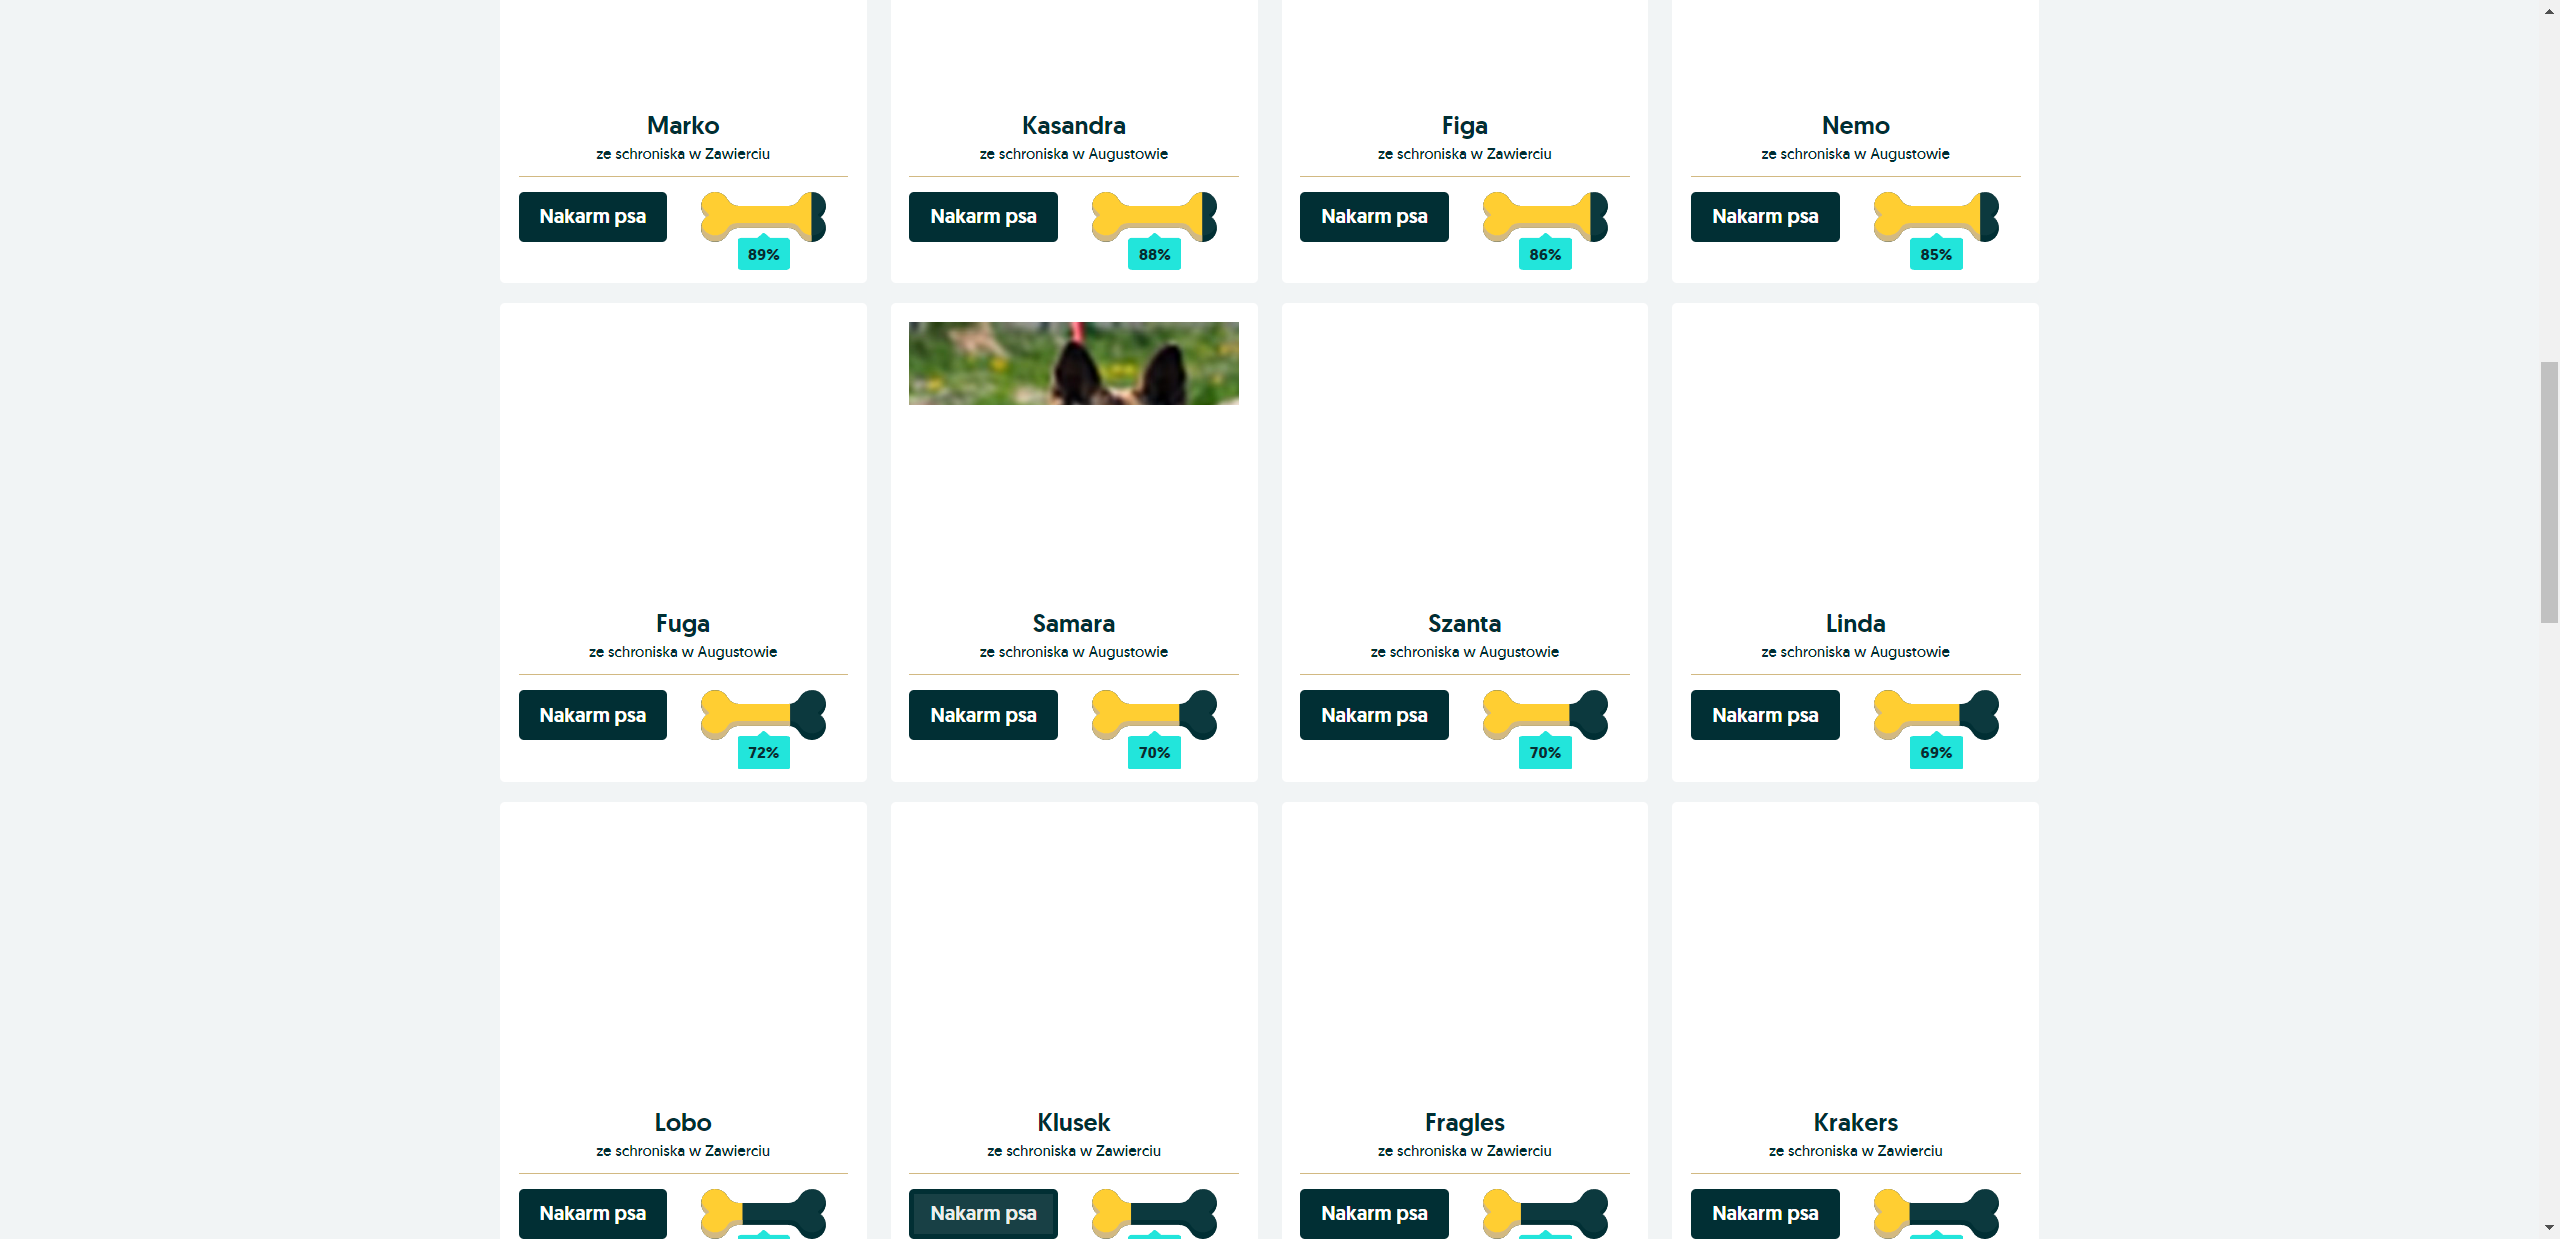 Marko
ze schroniska w Zawierciu
Nakarm psa
89%
Kasandra
ze schroniska w Augustowie
Nakarm psa
88%
Figa
ze schroniska w Zawierciu
Nakarm psa
86%
Nemo
ze schroniska w Augustowie
Nakarm psa
85%
Fuga
ze schroniska w Augustowie
Nakarm psa
72%
Samara
ze schroniska w Augustowie
Nakarm psa
70%
Szanta
ze schroniska w Augustowie
Nakarm psa
70%
Linda
ze schroniska w Augustowie
Nakarm psa
69%
Lobo
ze schroniska w Zawierciu
Nakarm psa
Klusek
ze schroniska w Zawierciu
Nakarm psa
Fragles
ze schroniska w Zawierciu
Nakarm psa
Krakers
ze schroniska w Zawierciu
Nakarm psa